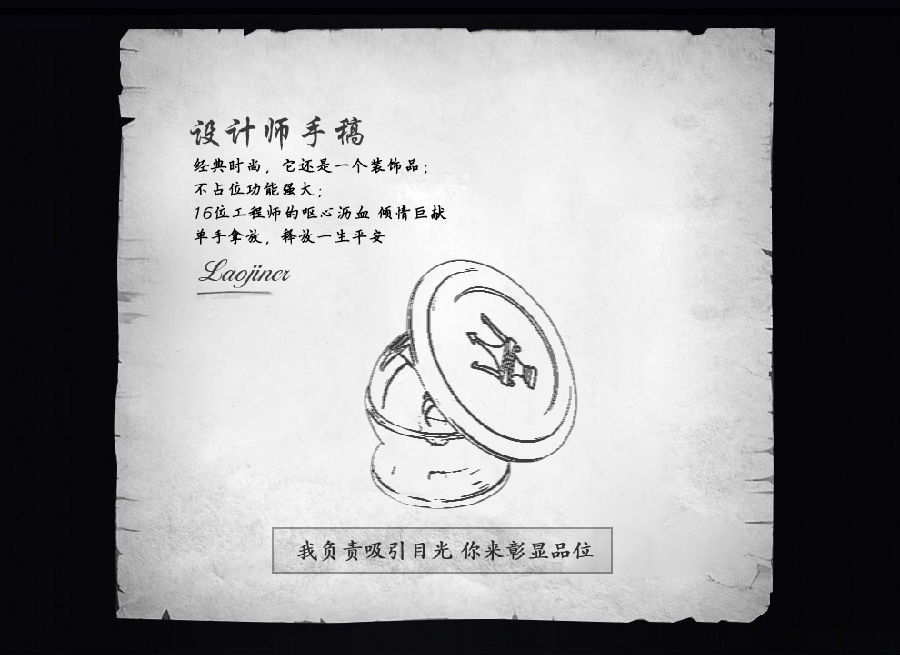 设计师手稿
经典时尚，它还是一个装饰品；
不占位功能强大；
16位工程师的呕心沥血 倾情巨献
单手拿放，释放一生平安
Laojiner
我负责吸引目光 你来彰显品位